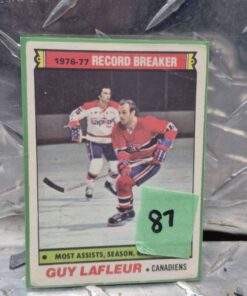 1976-77 RECORD BREAKER
87
MOST ASSISTS, SEASON,
GUY LAFLEUR • CANADIENS